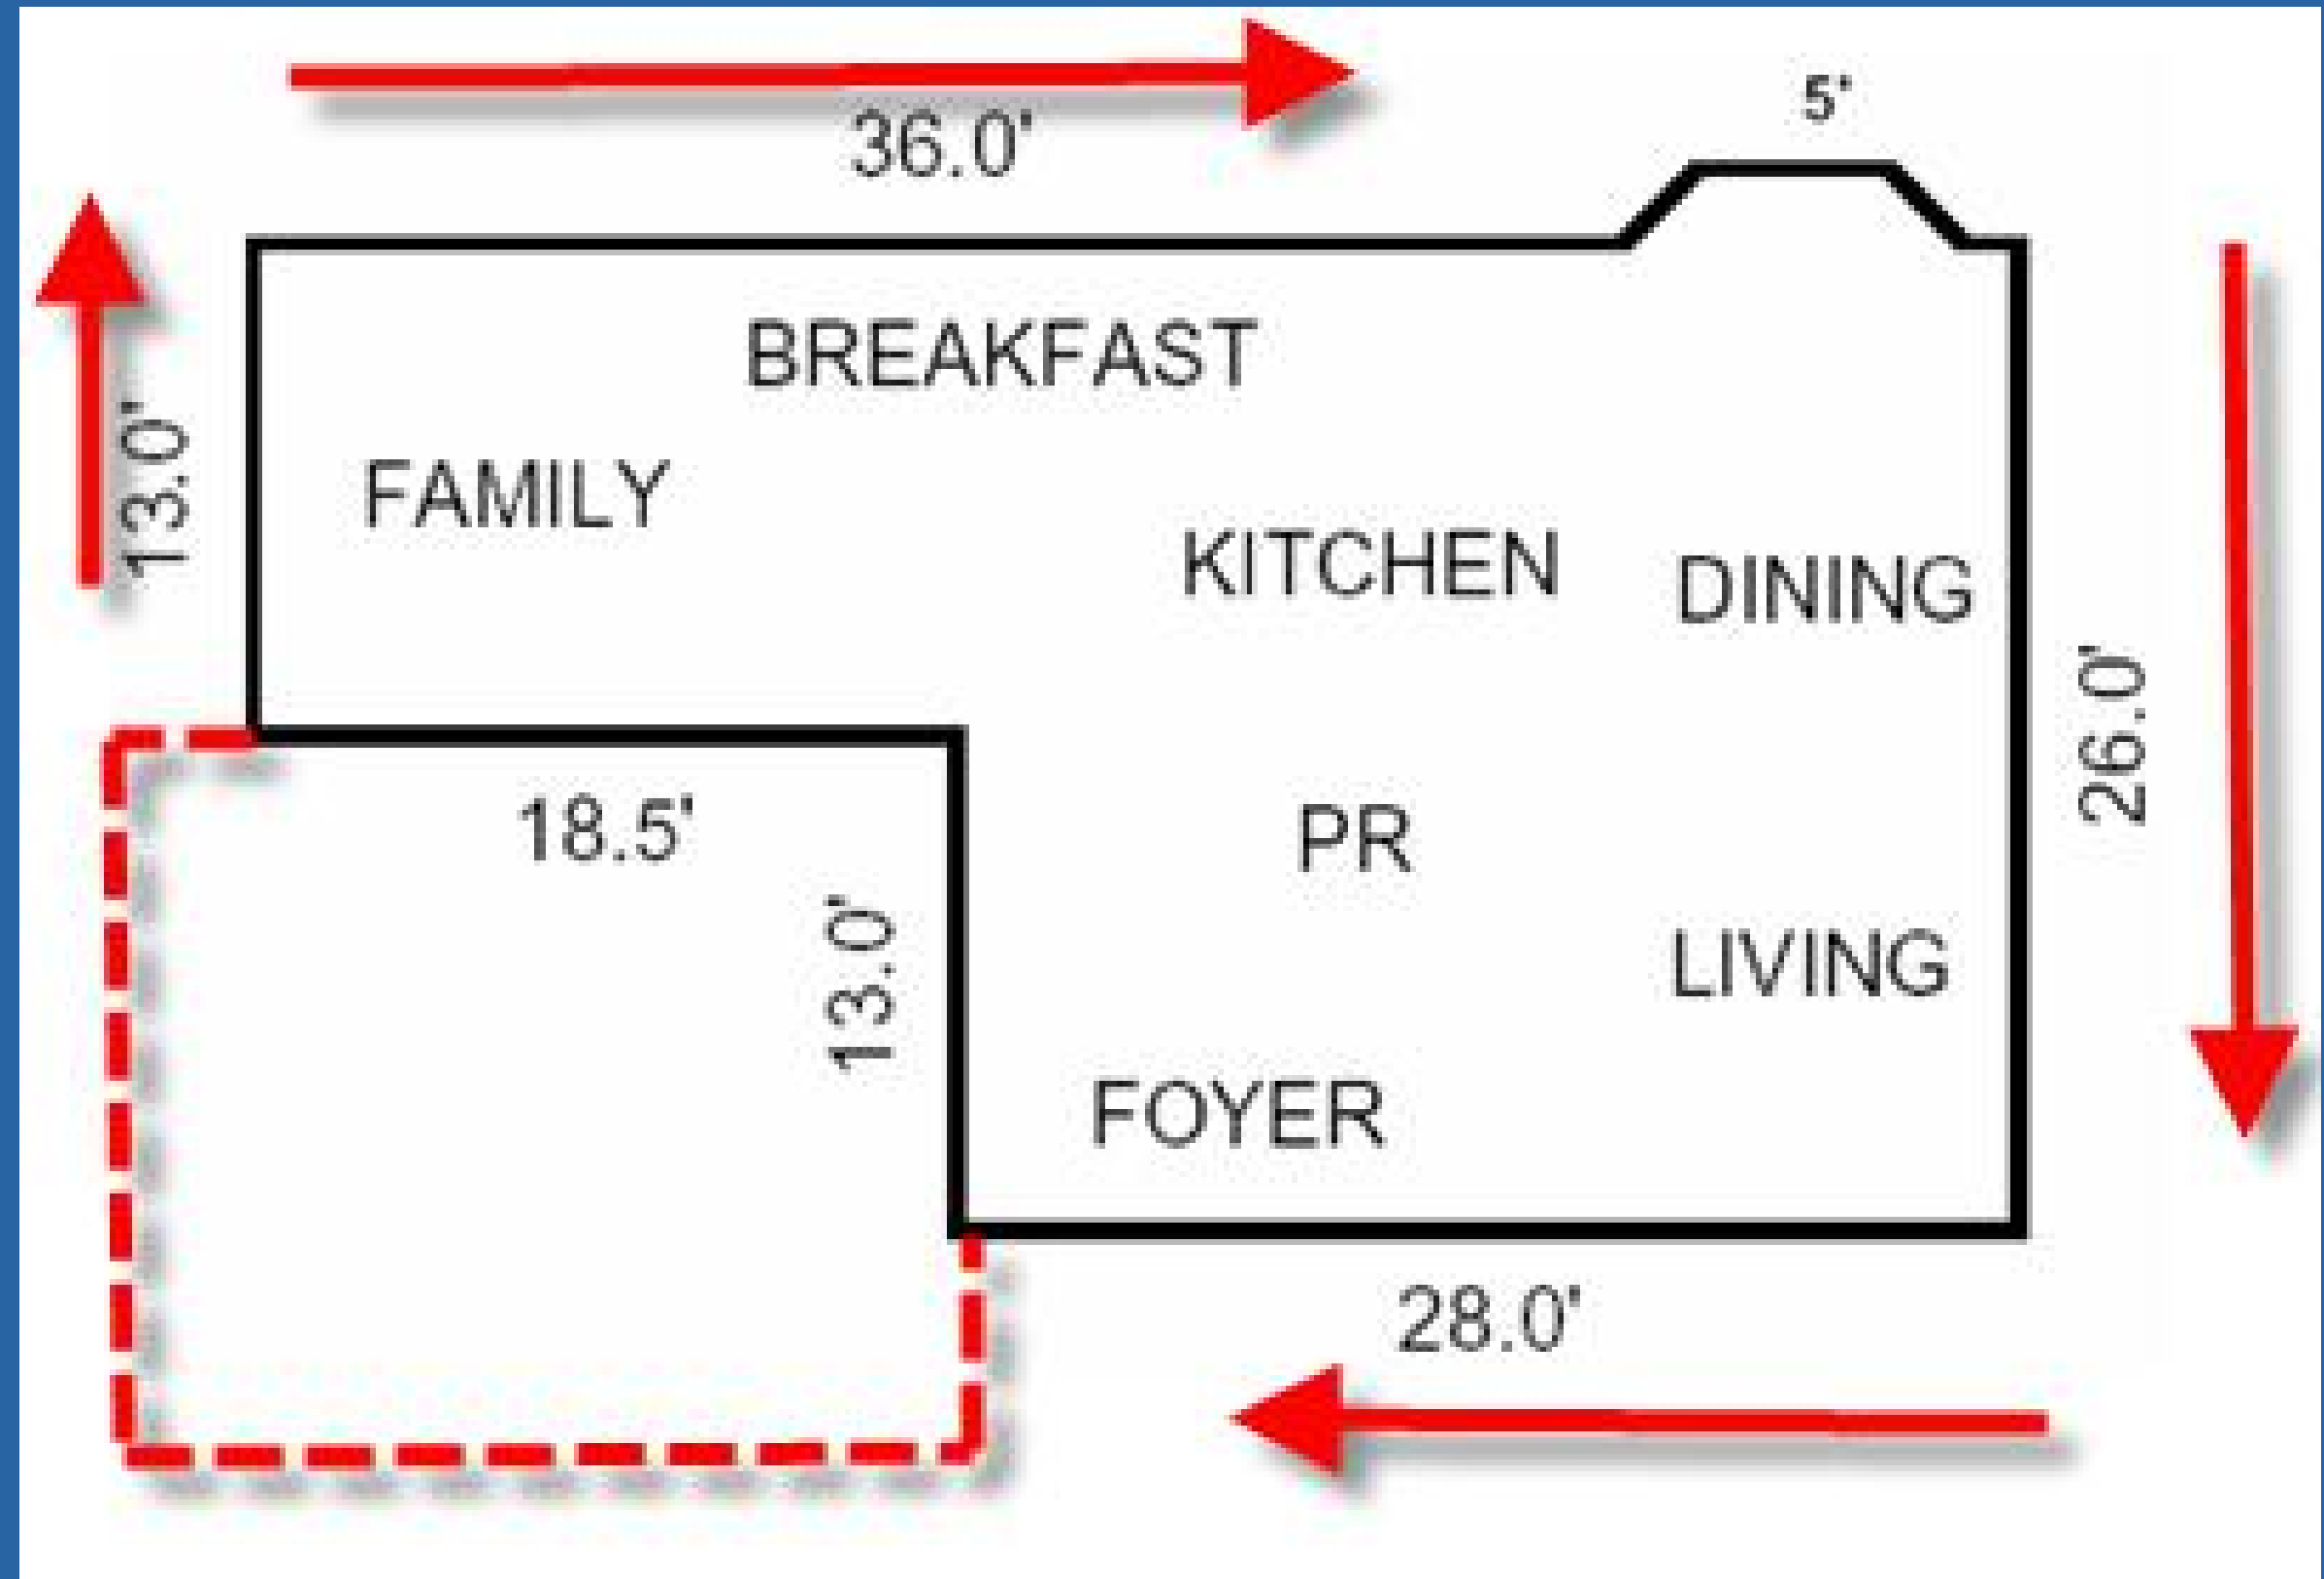 5'
36.0'
BREAKFAST
13.0'
FAMILY
KITCHEN
DINING
26.0'
18.5'
PR
13.0'
LIVING
FOYER
28.0'